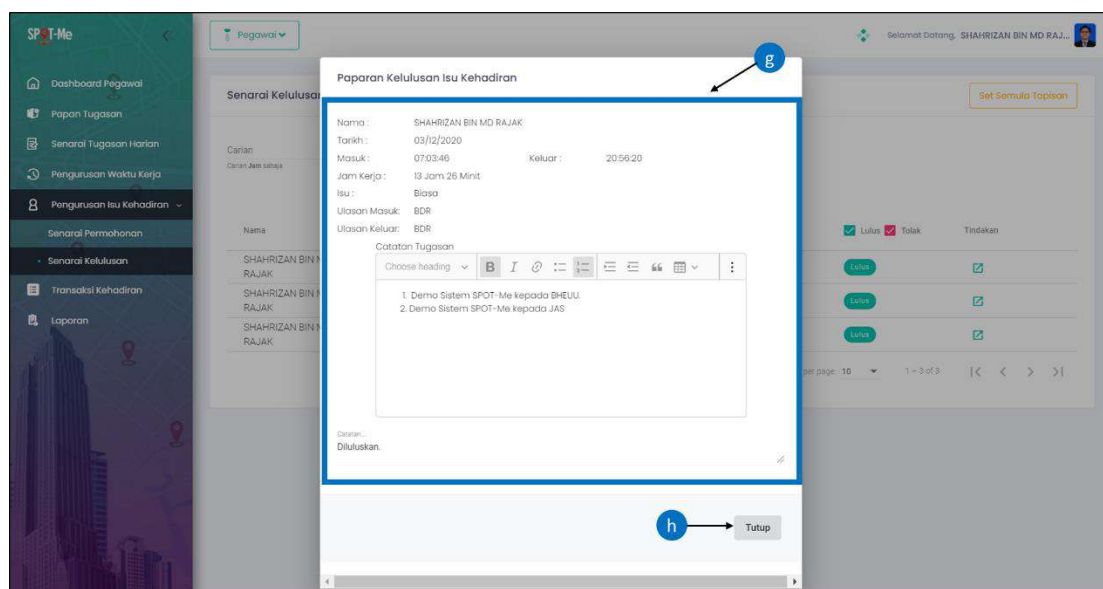 SPOT-Me
Pegawai
Selamat Datang, SHAHRIZAN BIN MD RAJ...
Dashboard Pegawai
Papan Tugasan
Senarai Tugasan Harian
Pengurusan Waktu Kerja
Pengurusan Isu Kehadiran
Senarai Permohonan
Senarai Kelulusan
Transaksi Kehadiran
Laporan
Senarai Kelulusa
Set Semula Tapisan
Carian
Carian Jam sahaja
Nama
Lulus Tolak Tindakan
SHAHRIZAN BIN M
RAJAK
Lulus
SHAHRIZAN BIN M
RAJAK
Lulus
SHAHRIZAN BIN M
RAJAK
Lulus
per page: 10 1 – 3 of 3
Paparan Kelulusan Isu Kehadiran
g
Nama : SHAHRIZAN BIN MD RAJAK
Tarikh : 03/12/2020
Masuk : 07:03:46 Keluar : 20:56:20
Jam Kerja : 13 Jam 26 Minit
Isu : Biasa
Ulasan Masuk: BDR
Ulasan Keluar: BDR
Catatan Tugasan
Choose heading B I
1. Demo Sistem SPOT-Me kepada BHEUU.
2. Demo Sistem SPOT-Me kepada JAS
Catatan...
Diluluskan.
h
Tutup